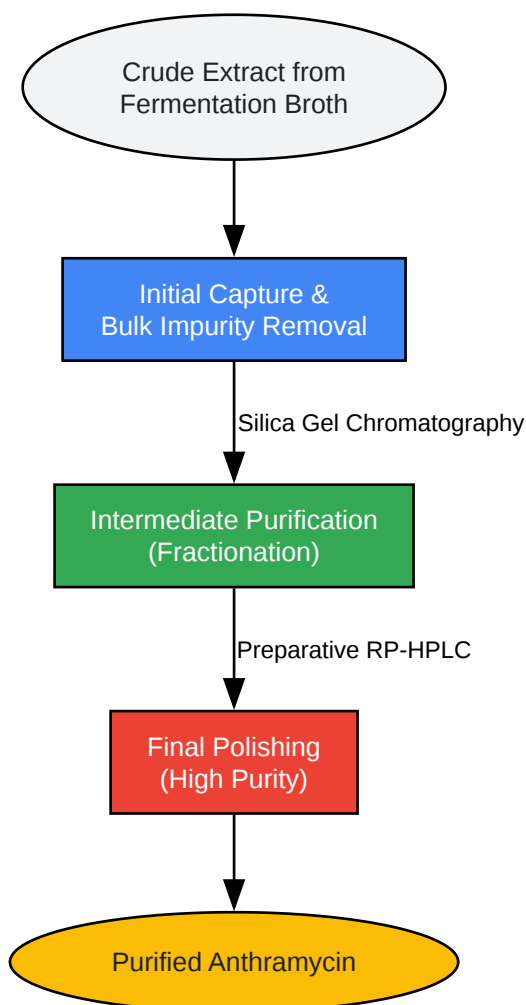 Crude Extract from
Fermentation Broth
Initial Capture &
Bulk Impurity Removal
Silica Gel Chromatography
Intermediate Purification
(Fractionation)
Preparative RP-HPLC
Final Polishing
(High Purity)
Purified Anthramycin